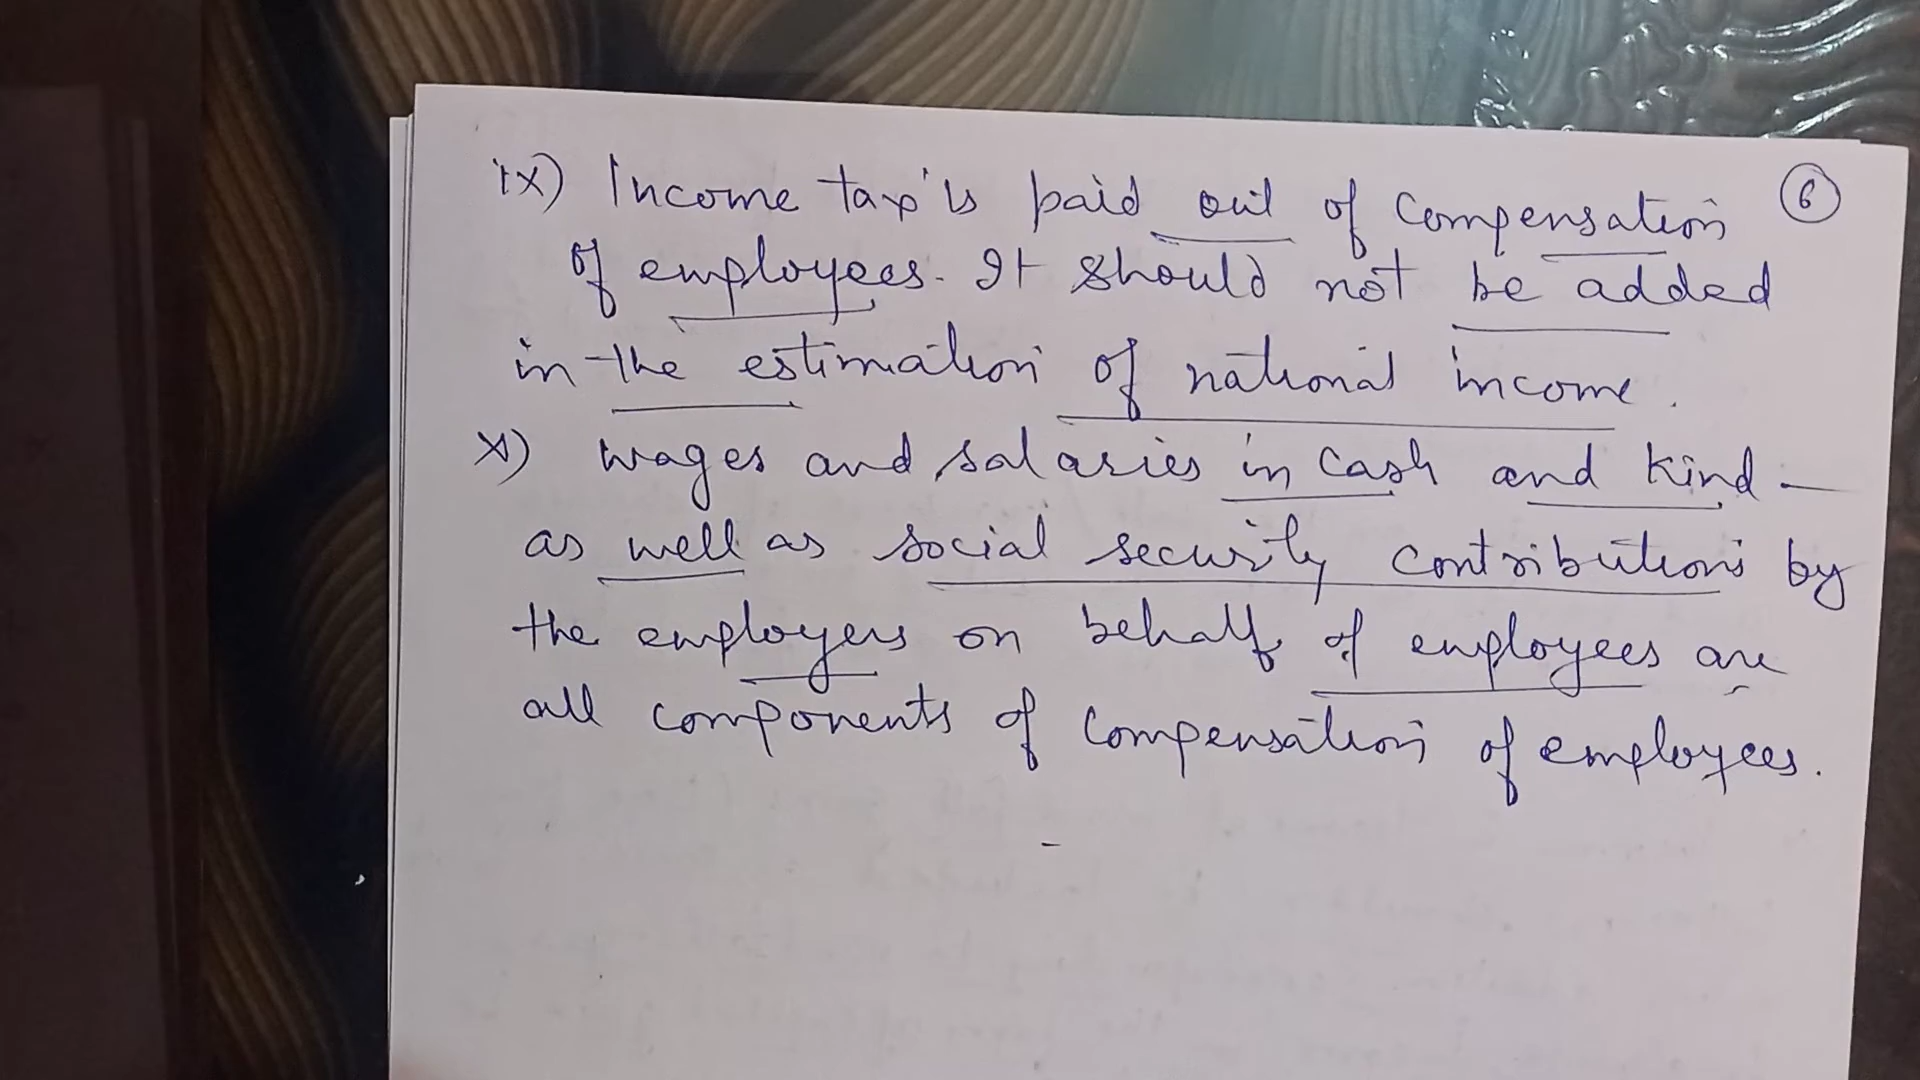 ix) Income tax is paid out of Compensation 6
of employees. It should not be added
in the estimation of national income.
x) wages and salaries in cash and kind -
as well as social security contributions by
the employers on behalf of employees are
all components of Compensation of employees.